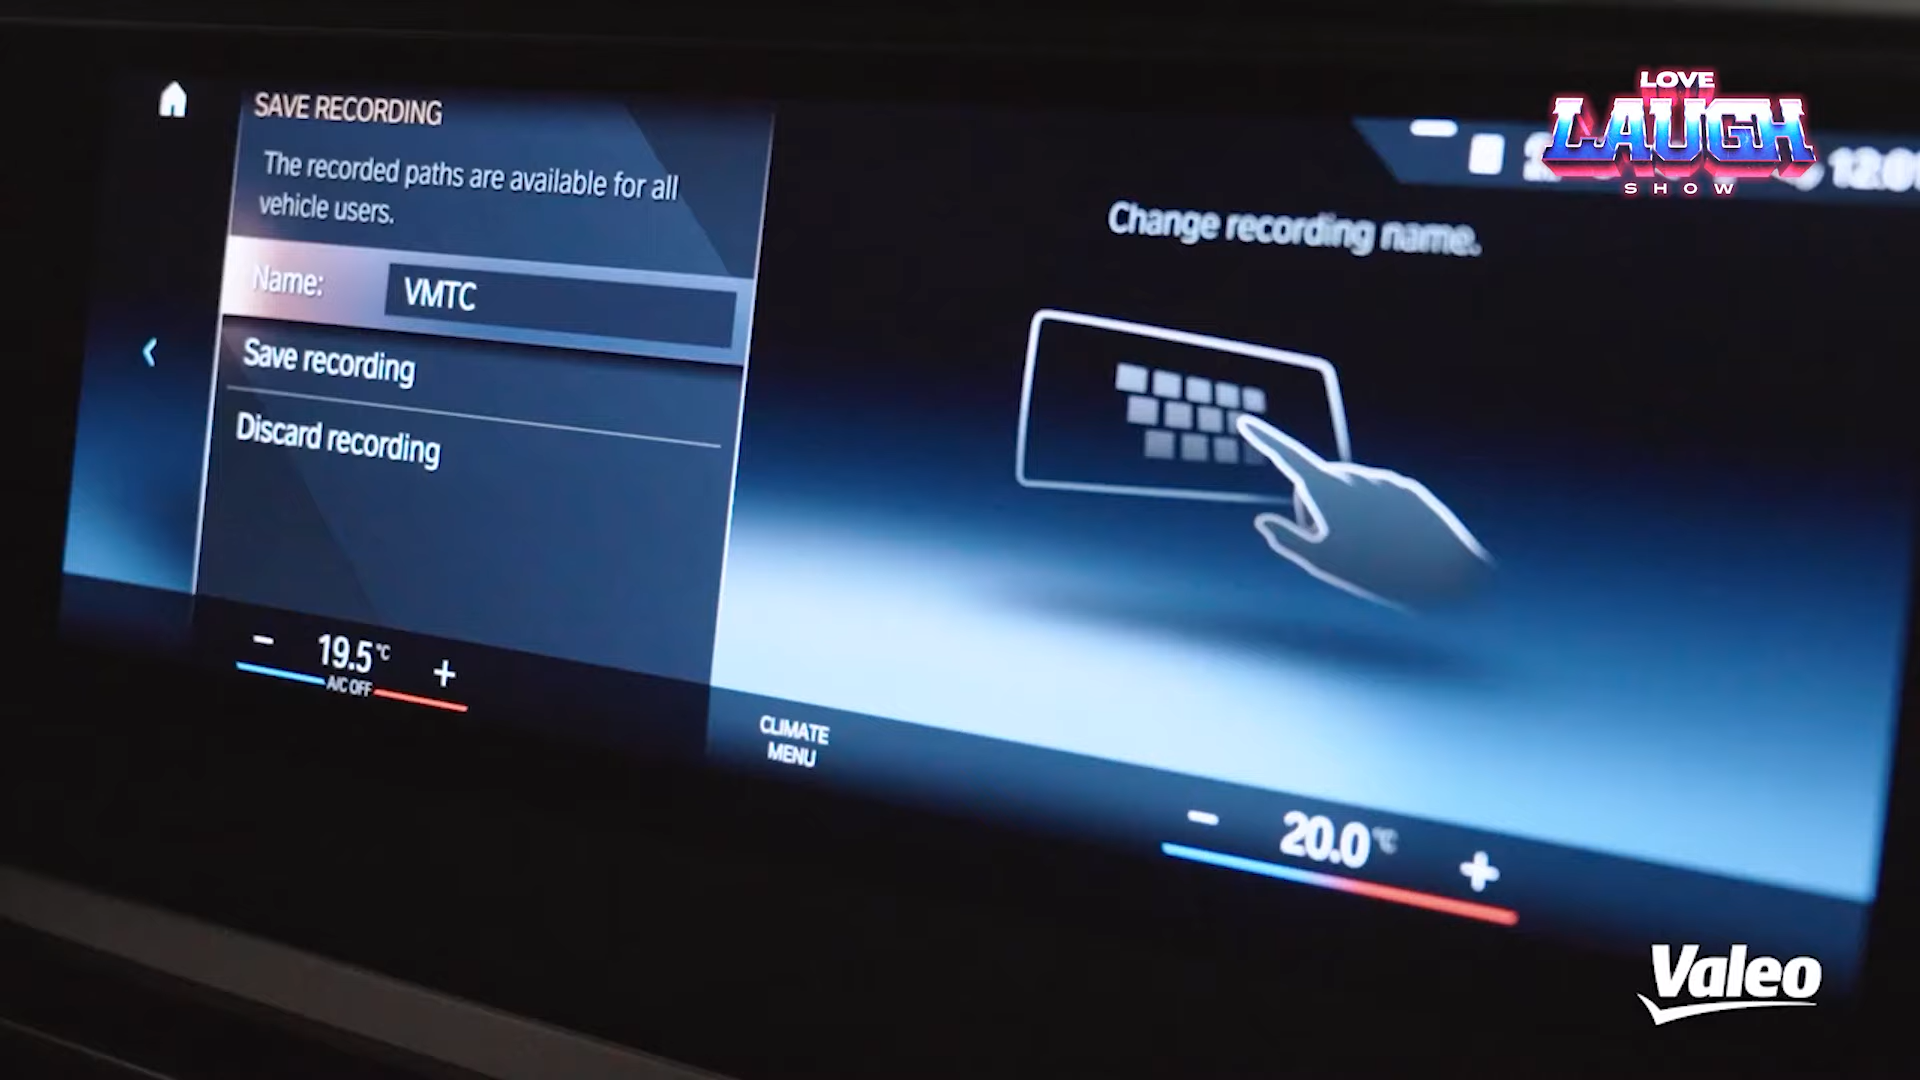 SAVE RECORDING
The recorded paths are available for all
vehicle users.
Name: VMTC
Save recording
Discard recording
19.5 °C
A/C OFF
CLIMATE
MENU
Change recording name.
20.0 °C
LOVE
LAUGH
SHOW
Valeo